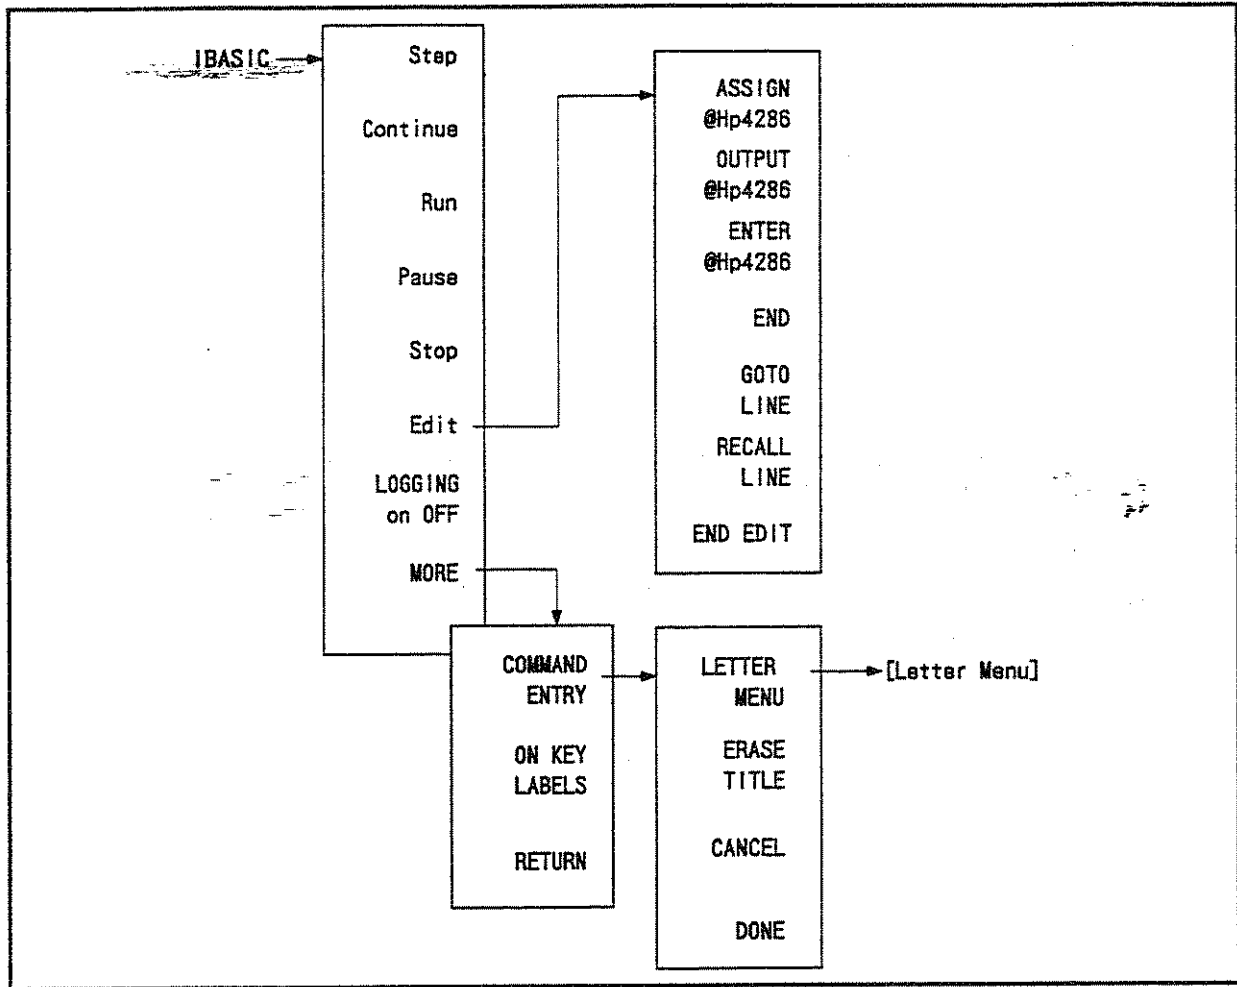 IBASIC
Step
Continue
Run
Pause
Stop
Edit
LOGGING
on OFF
MORE
ASSIGN
@Hp4286
OUTPUT
@Hp4286
ENTER
@Hp4286
END
GOTO
LINE
RECALL
LINE
END EDIT
COMMAND
ENTRY
ON KEY
LABELS
RETURN
LETTER
MENU
ERASE
TITLE
CANCEL
DONE
[Letter Menu]